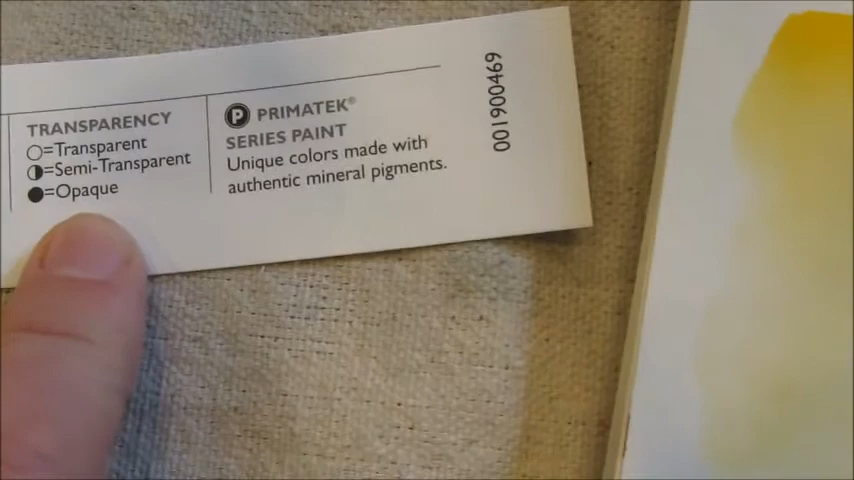 TRANSPARENCY
=Transparent
=Semi-Transparent
=Opaque
P PRIMATEK®
SERIES PAINT
Unique colors made with
authentic mineral pigments.
001900469